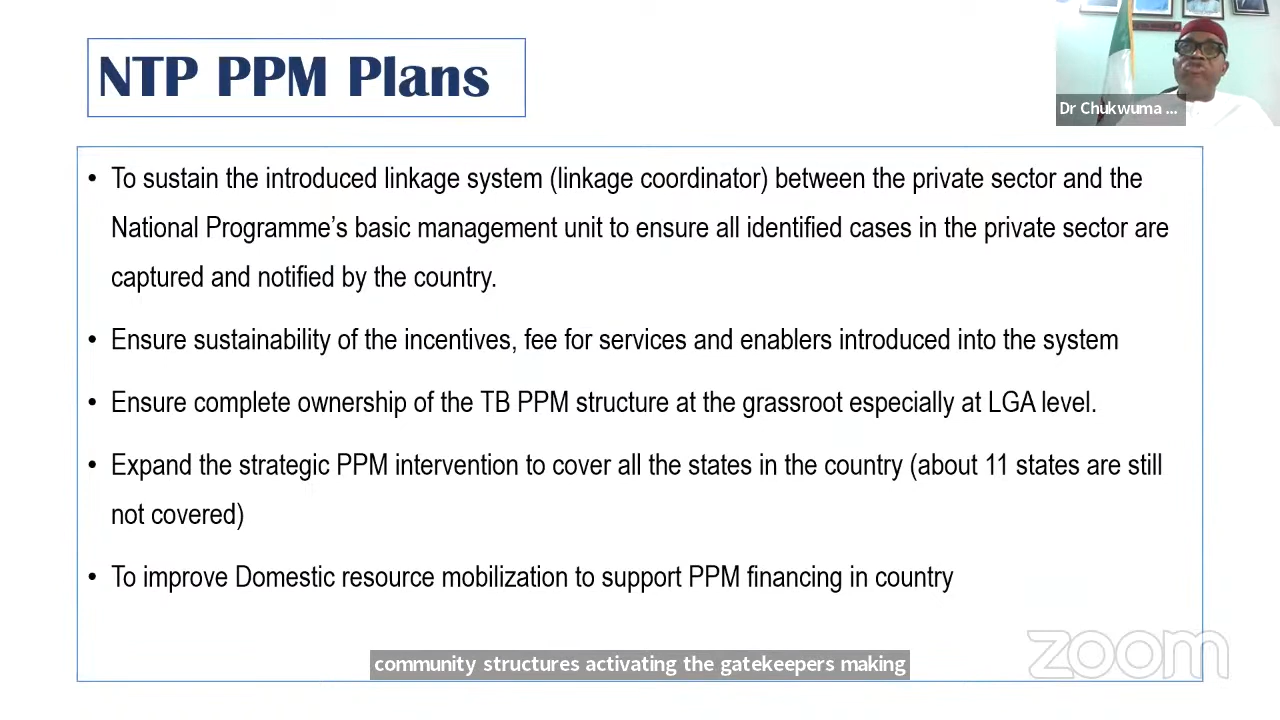 NTP PPM Plans
Dr Chukwuma ...
• To sustain the introduced linkage system (linkage coordinator) between the private sector and the
National Programme's basic management unit to ensure all identified cases in the private sector are
captured and notified by the country.
• Ensure sustainability of the incentives, fee for services and enablers introduced into the system
• Ensure complete ownership of the TB PPM structure at the grassroot especially at LGA level.
• Expand the strategic PPM intervention to cover all the states in the country (about 11 states are still
not covered)
• To improve Domestic resource mobilization to support PPM financing in country
zoom
community structures activating the gatekeepers making